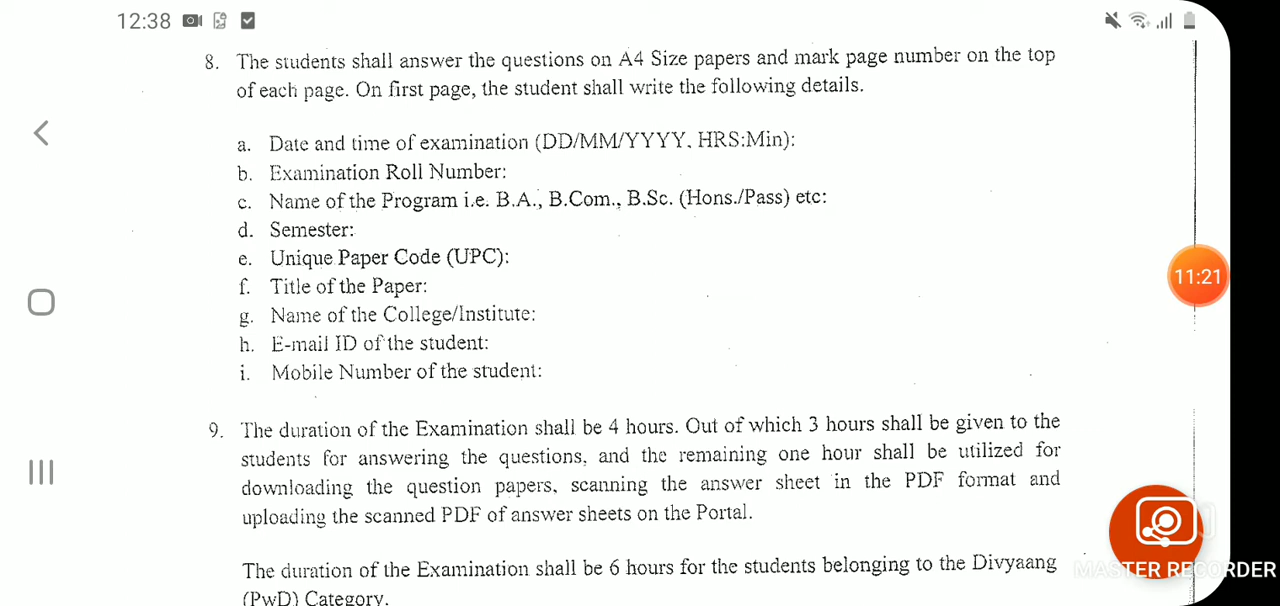 12:38
8. The students shall answer the questions on A4 Size papers and mark page number on the top
of each page. On first page, the student shall write the following details.
a. Date and time of examination (DD/MM/YYYY, HRS:Min):
b. Examination Roll Number:
c. Name of the Program i.e. B.A., B.Com., B.Sc. (Hons./Pass) etc:
d. Semester:
e. Unique Paper Code (UPC):
f. Title of the Paper:
g. Name of the College/Institute:
h. E-mail ID of the student:
i. Mobile Number of the student:
11:21
9. The duration of the Examination shall be 4 hours. Out of which 3 hours shall be given to the
students for answering the questions, and the remaining one hour shall be utilized for
downloading the question papers, scanning the answer sheet in the PDF format and
uploading the scanned PDF of answer sheets on the Portal.
The duration of the Examination shall be 6 hours for the students belonging to the Divyaang
(PwD) Category.
MASTER RECORDER